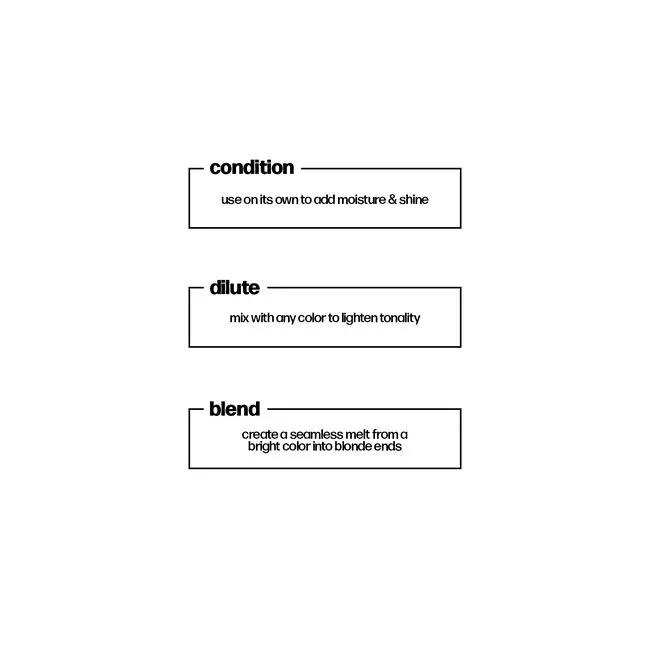 condition
use on its own to add moisture & shine
dilute
mix with any color to lighten tonality
blend
create a seamless melt from a
bright color into blonde ends